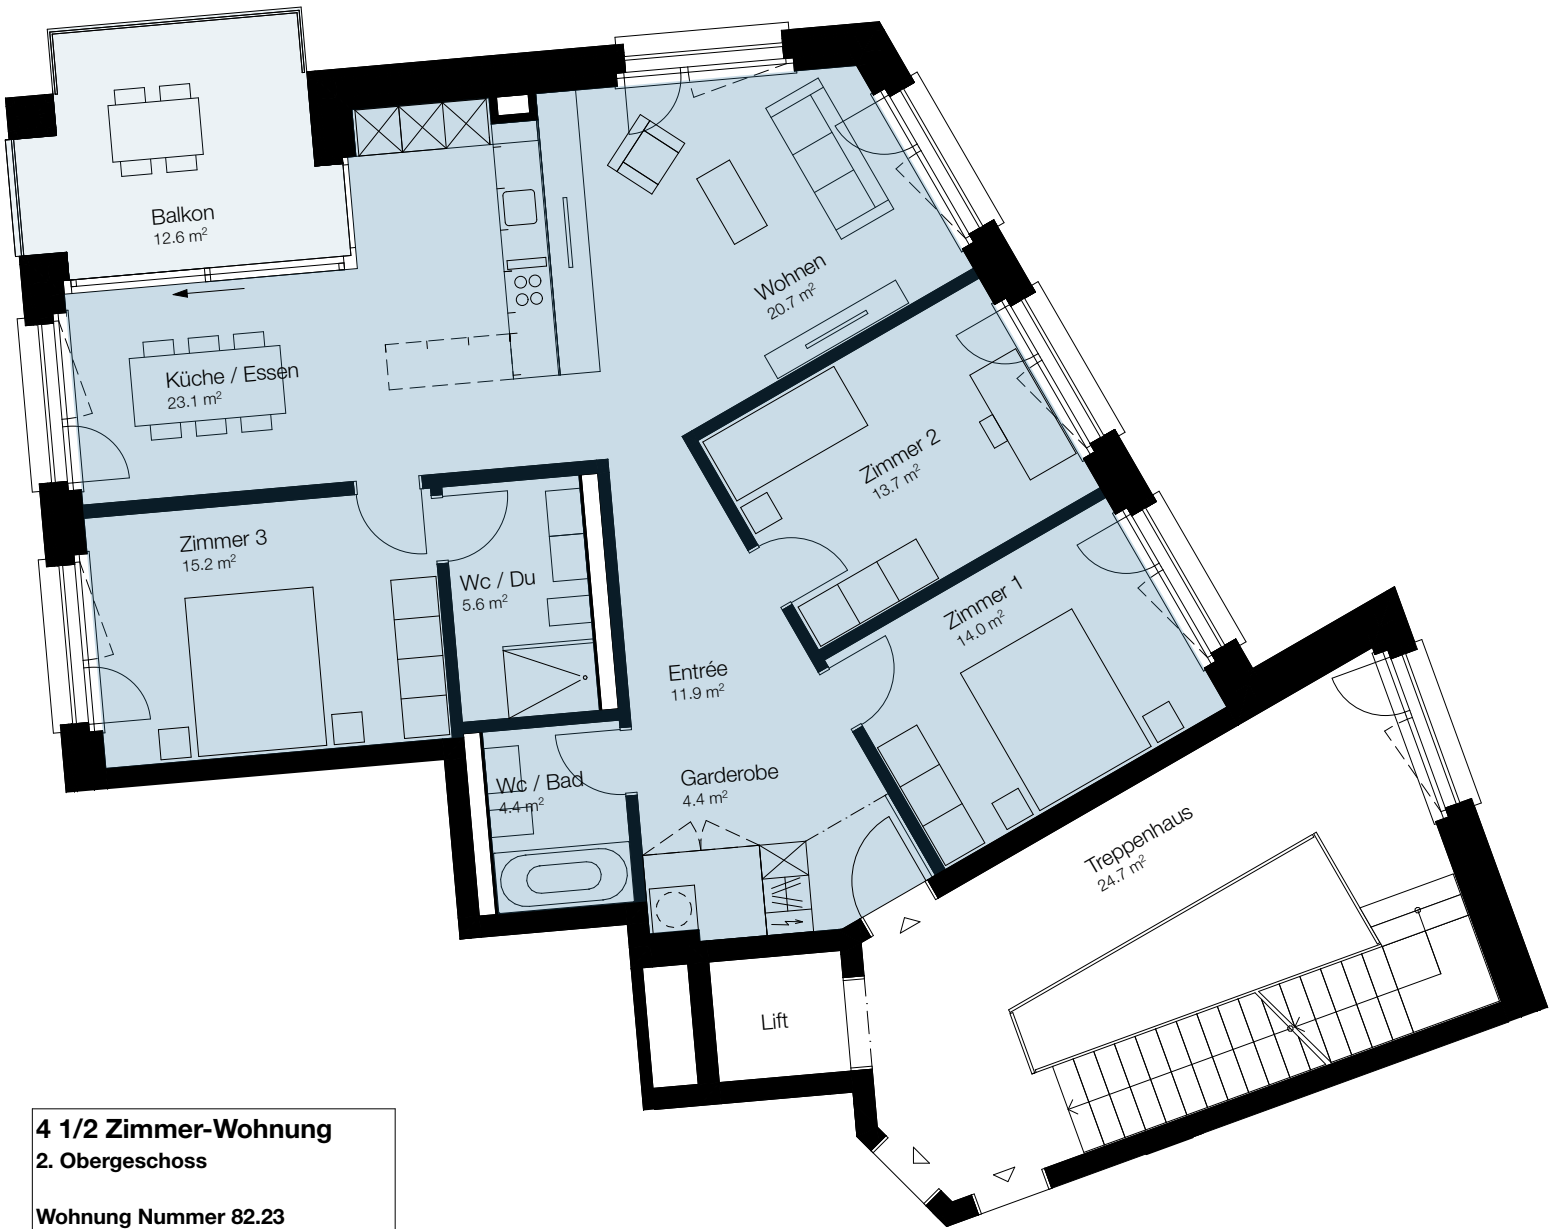 Balkon
12.6 m²
Wohnen
20.7 m²
Küche / Essen
23.1 m²
Zimmer 2
13.7 m²
Zimmer 3
15.2 m²
Wc / Du
5.6 m²
Zimmer 1
14.0 m²
Entrée
11.9 m²
Wc / Bad
4.4 m²
Garderobe
4.4 m²
Treppenhaus
24.7 m²
Lift
4 1/2 Zimmer-Wohnung
2. Obergeschoss
Wohnung Nummer 82.23